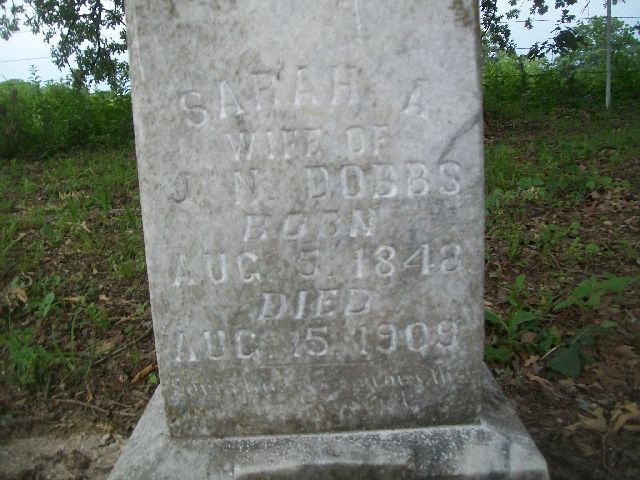 SARAH A
WIFE OF
J. N. DOBBS
BORN
AUG. 5. 1848
DIED
AUG. 15. 1909